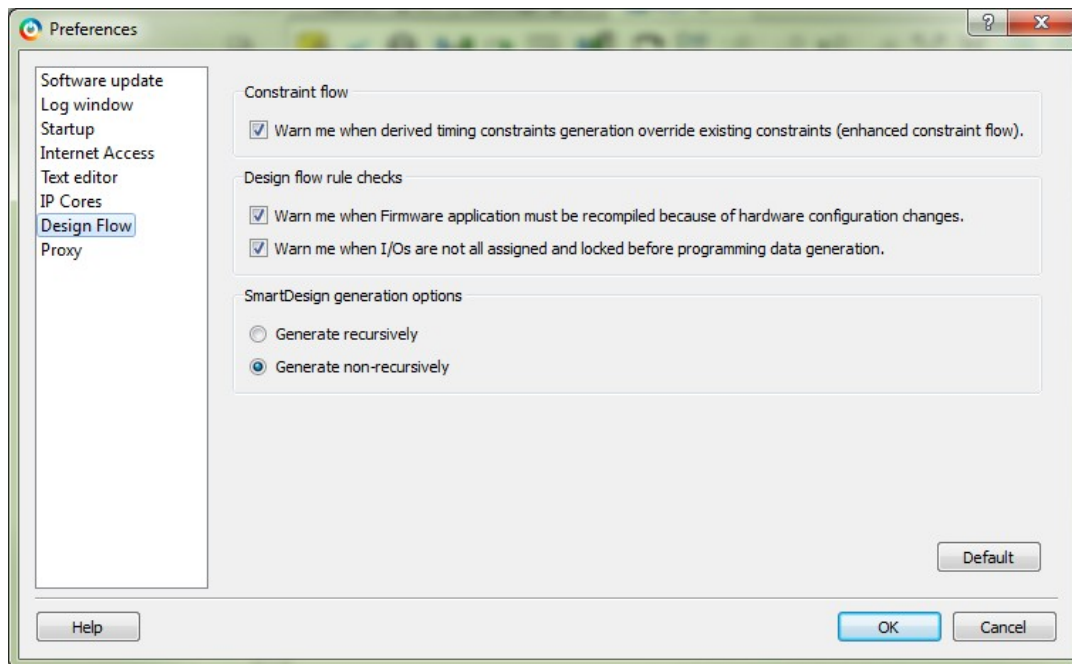 Preferences
?
X
Software update
Log window
Startup
Internet Access
Text editor
IP Cores
Design Flow
Proxy
Constraint flow
Warn me when derived timing constraints generation override existing constraints (enhanced constraint flow).
Design flow rule checks
Warn me when Firmware application must be recompiled because of hardware configuration changes.
Warn me when I/Os are not all assigned and locked before programming data generation.
SmartDesign generation options
Generate recursively
Generate non-recursively
Default
Help
OK
Cancel